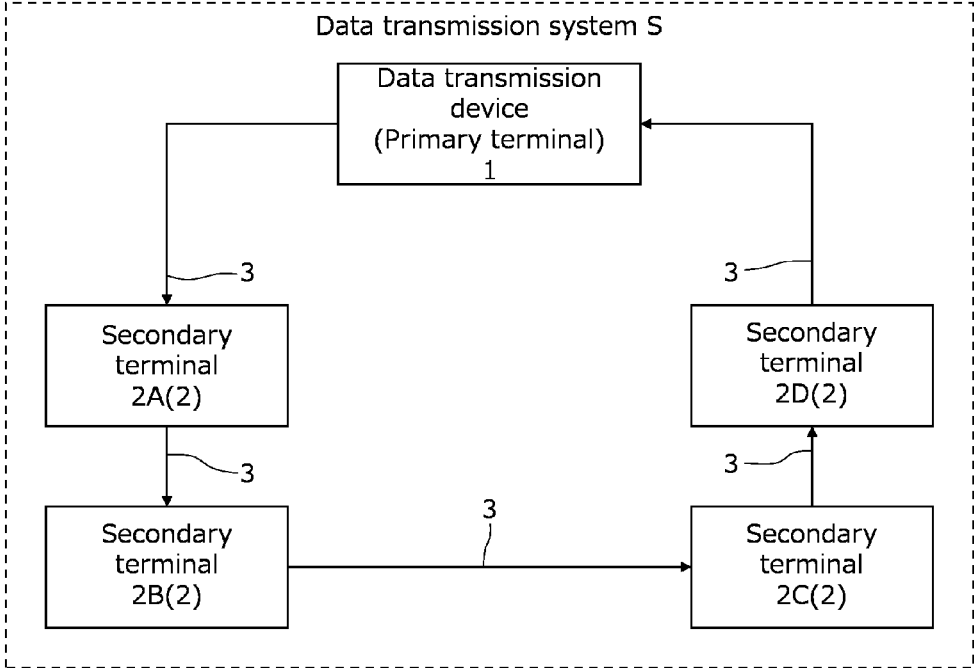 Data transmission system S
Data transmission
device
(Primary terminal)
1
3
3
Secondary
terminal
2A(2)
Secondary
terminal
2D(2)
3
3
3
Secondary
terminal
2B(2)
Secondary
terminal
2C(2)